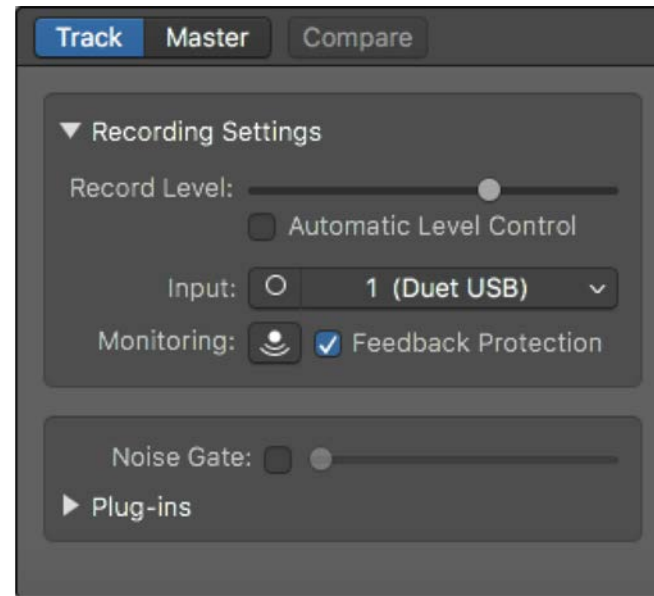 Track Master Compare
Recording Settings
Record Level:
Automatic Level Control
Input: 1 (Duet USB)
Monitoring: Feedback Protection
Noise Gate:
Plug-ins